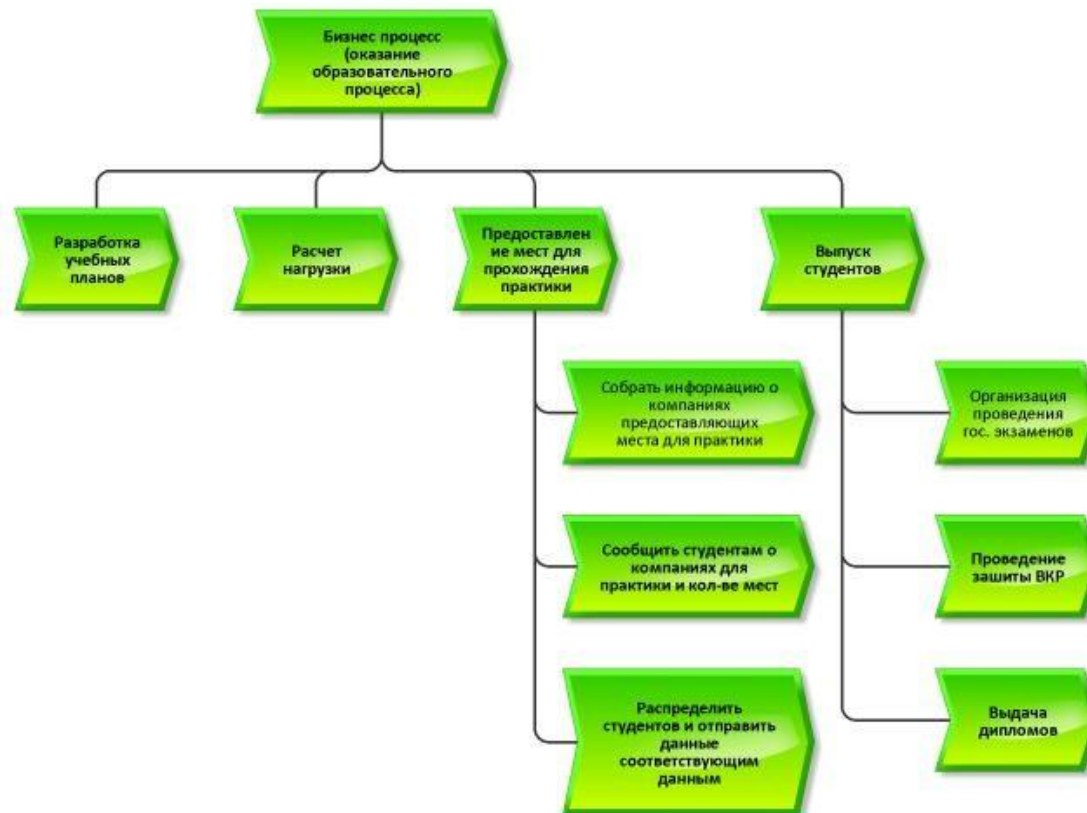 Бизнес процесс
(оказание
образовательного
процесса)
Разработка
учебных
планов
Расчет
нагрузки
Предоставлен
ие мест для
прохождения
практики
Выпуск
студентов
Собрать информацию о
компаниях
предоставляющих
места для практики
Сообщить студентам о
компаниях для
практики и кол-ве мест
Распределить
студентов и отправить
данные
соответствующим
данным
Организация
проведения
гос. экзаменов
Проведение
зашиты ВКР
Выдача
дипломов